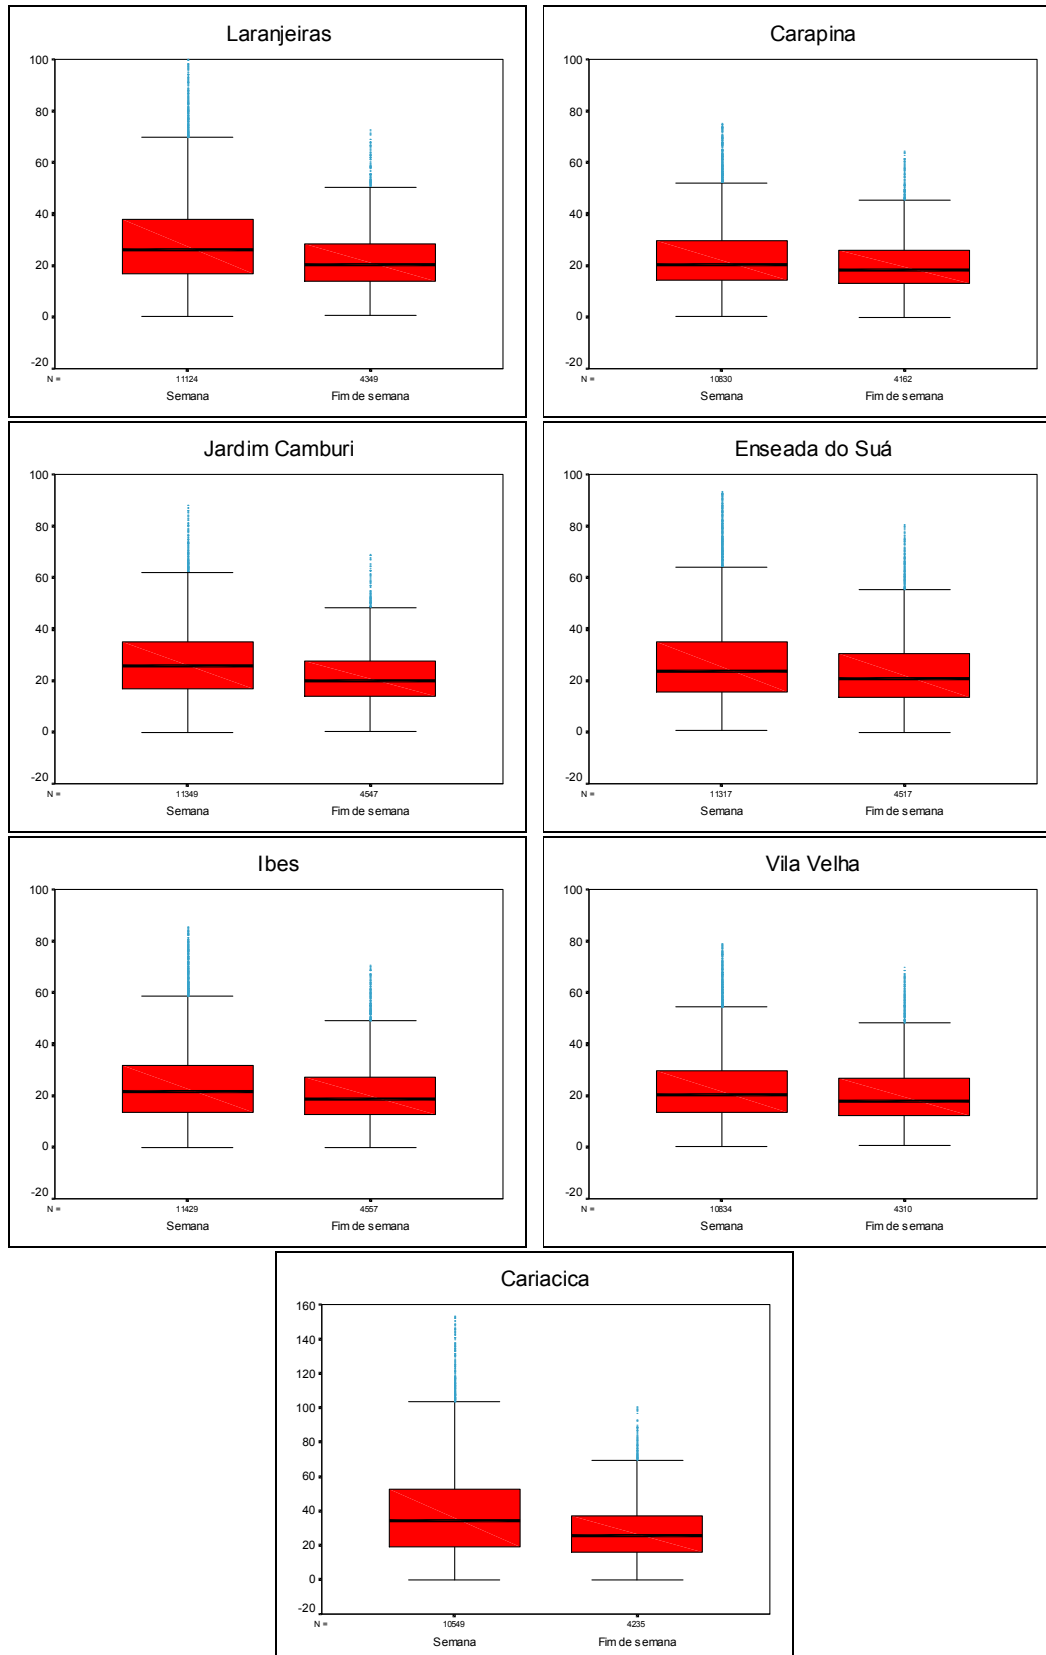 Laranjeiras
100
80
60
40
20
0
-20
N = 11124 4349
Semana Fim de semana
Carapina
100
80
60
40
20
0
-20
N = 10830 4162
Semana Fim de semana
Jardim Camburi
100
80
60
40
20
0
-20
N = 11349 4547
Semana Fim de semana
Enseada do Suá
100
80
60
40
20
0
-20
N = 11317 4517
Semana Fim de semana
Ibes
100
80
60
40
20
0
-20
N = 11429 4557
Semana Fim de semana
Vila Velha
100
80
60
40
20
0
-20
N = 10834 4310
Semana Fim de semana
Cariacica
160
140
120
100
80
60
40
20
0
-20
N = 10549 4235
Semana Fim de semana